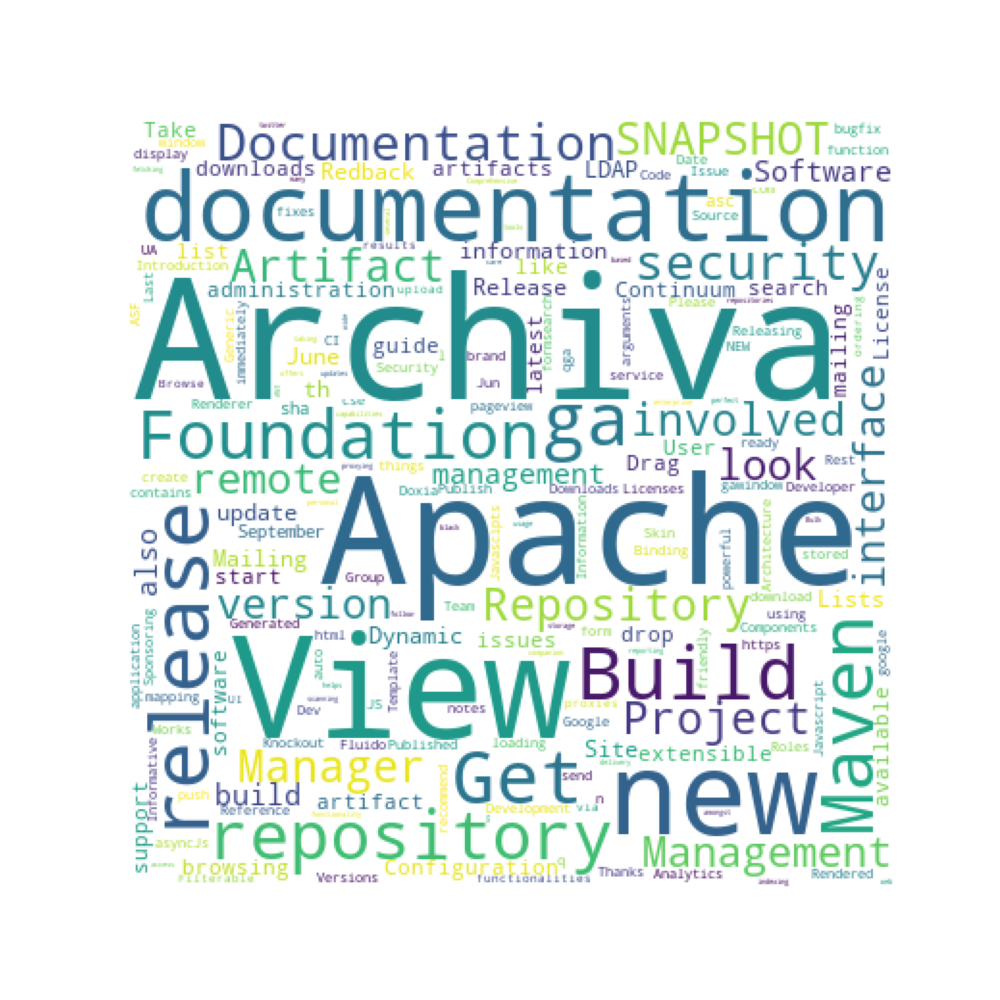 Take
window
display
Documentation
SNAPSHOT
bugfix
function
downloads
Redback
artifacts
LDAP
Date
Issue
Code
Software
documentation
fixes
asc
Source
UA
list
Introduction
Last
results
information
like
security
Artifact
administration
upload
Release
Continuum
search
Please
repositories
License
ordering
ASF
Generic
immediately
Archiva
June
CI
guide
Security
brand
latest
formsearch
qga
arguments
service
Releasing
NEW
mailing
Browse
th
Jun
Renderer
sha
pageview
Foundation
ga
involved
interface
User
ready
create
contains
remote
things
management
Drag
look
Rest
Doxia
Publish
Downloads
Licenses
gawindow
Developer
release
also
update
September
Apache
Javascipts
Information
Skin
Binding
powerful
Architecture
stored
Mailing
start
Group
version
Generated
Team
Repository
download
Lists
using
Components
html
Dynamic
issues
form
drop
https
friendly
google
application
Sponsoring
mapping
software
UI
auto
Dev
Template
JS
View
notes
Build
proxies
Google
Project
Maven
Javascript
available
Works
Informative
Knockout
Fluido
Published
loading
Site
extensible
Roles
Manager
recommend
Get
send
n
new
push
build
Reference
artifact
Development
via
support
asyncJs
repository
Management
browsing
Filterable
Versions
Configuration
q
functionalities
Thanks
Analytics
Rendered